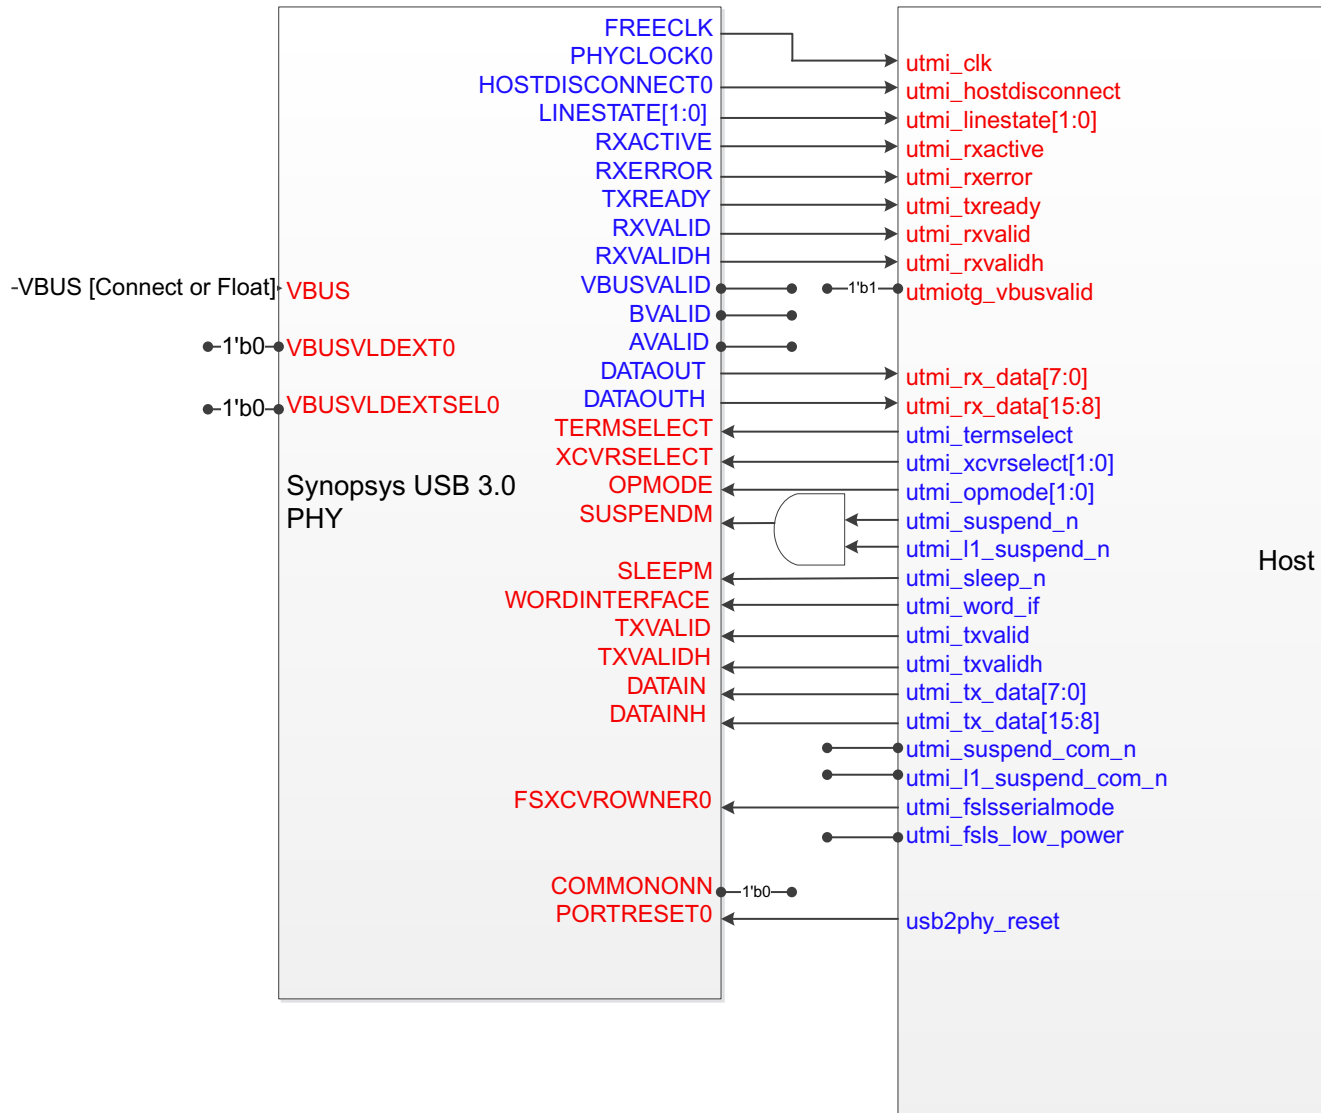 FREECLK
PHYCLOCK0
HOSTDISCONNECT0
LINESTATE[1:0]
RXACTIVE
RXERROR
TXREADY
RXVALID
RXVALIDH
VBUSVALID
BVALID
AVALID
DATAOUT
DATAOUTH
TERMSELECT
XCVRSELECT
OPMODE
SUSPENDM
SLEEPM
WORDINTERFACE
TXVALID
TXVALIDH
DATAIN
DATAINH
FSXCVROWNER0
COMMONONN
PORTRESET0
-VBUS [Connect or Float]
VBUS
1'b0
VBUSVLDEXT0
1'b0
VBUSVLDEXTSEL0
Synopsys USB 3.0
PHY
1'b1
1'b0
utmi_clk
utmi_hostdisconnect
utmi_linestate[1:0]
utmi_rxactive
utmi_rxerror
utmi_txready
utmi_rxvalid
utmi_rxvalidh
utmiotg_vbusvalid
utmi_rx_data[7:0]
utmi_rx_data[15:8]
utmi_termselect
utmi_xcvrselect[1:0]
utmi_opmode[1:0]
utmi_suspend_n
utmi_l1_suspend_n
utmi_sleep_n
utmi_word_if
utmi_txvalid
utmi_txvalidh
utmi_tx_data[7:0]
utmi_tx_data[15:8]
utmi_suspend_com_n
utmi_l1_suspend_com_n
utmi_fslsserialmode
utmi_fsls_low_power
usb2phy_reset
Host